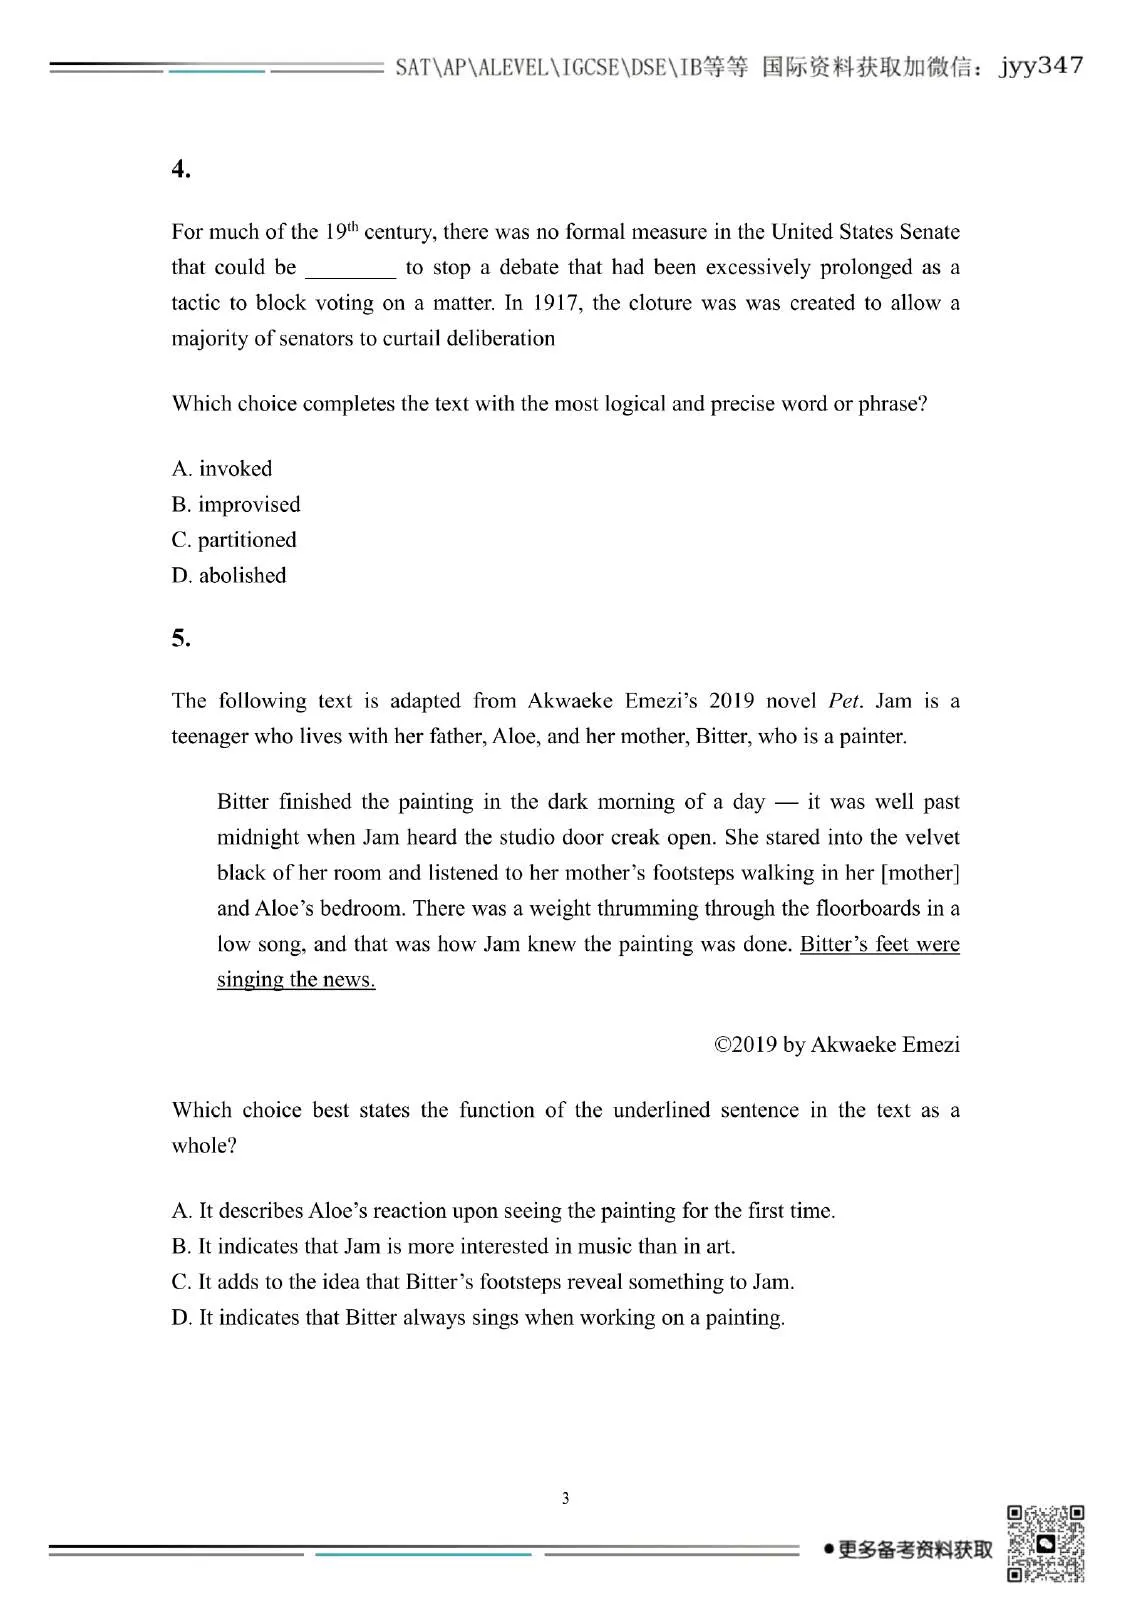 SAT\AP\ALEVEL\IGCSE\DSE\IB等等 国际资料获取加微信: jyy347
4.
For much of the 19th century, there was no formal measure in the United States Senate
that could be ________ to stop a debate that had been excessively prolonged as a
tactic to block voting on a matter. In 1917, the cloture was was created to allow a
majority of senators to curtail deliberation
Which choice completes the text with the most logical and precise word or phrase?
A. invoked
B. improvised
C. partitioned
D. abolished
5.
The following text is adapted from Akwaeke Emezi's 2019 novel Pet. Jam is a
teenager who lives with her father, Aloe, and her mother, Bitter, who is a painter.
Bitter finished the painting in the dark morning of a day — it was well past
midnight when Jam heard the studio door creak open. She stared into the velvet
black of her room and listened to her mother's footsteps walking in her [mother]
and Aloe's bedroom. There was a weight thrumming through the floorboards in a
low song, and that was how Jam knew the painting was done. Bitter's feet were
singing the news.
©2019 by Akwaeke Emezi
Which choice best states the function of the underlined sentence in the text as a
whole?
A. It describes Aloe's reaction upon seeing the painting for the first time.
B. It indicates that Jam is more interested in music than in art.
C. It adds to the idea that Bitter's footsteps reveal something to Jam.
D. It indicates that Bitter always sings when working on a painting.
3
●更多备考资料获取